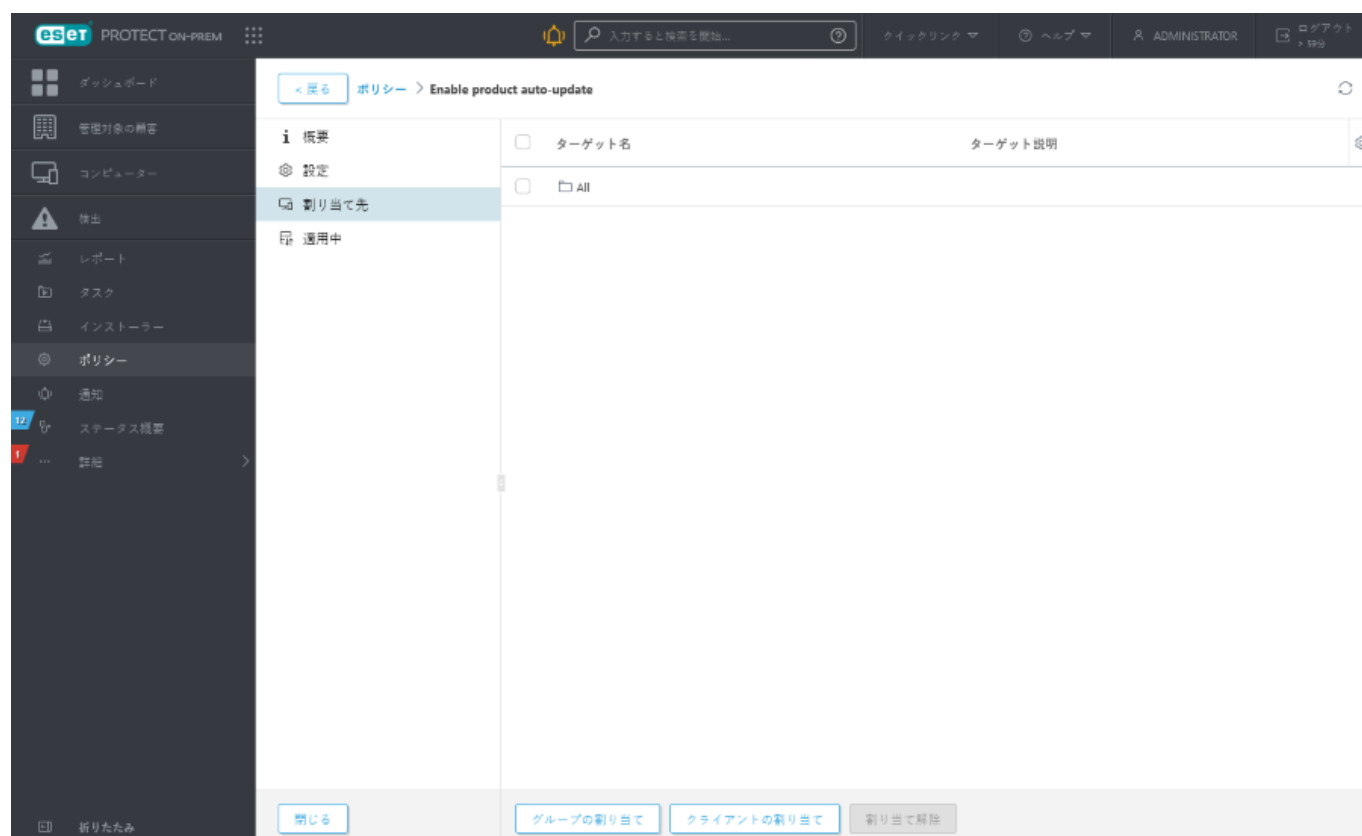 eset PROTECT ON-PREM
入力すると検索を開始...
クイックリンク
ヘルプ
ADMINISTRATOR
ログアウト
> 59分
ダッシュボード
管理対象の顧客
コンピューター
検出
レポート
タスク
インストーラー
ポリシー
通知
12
ステータス概要
1
詳細
折りたたみ
< 戻る
ポリシー > Enable product auto-update
概要
設定
割り当て先
適用中
ターゲット名 ターゲット説明
All
閉じる
グループの割り当て クライアントの割り当て 割り当て解除